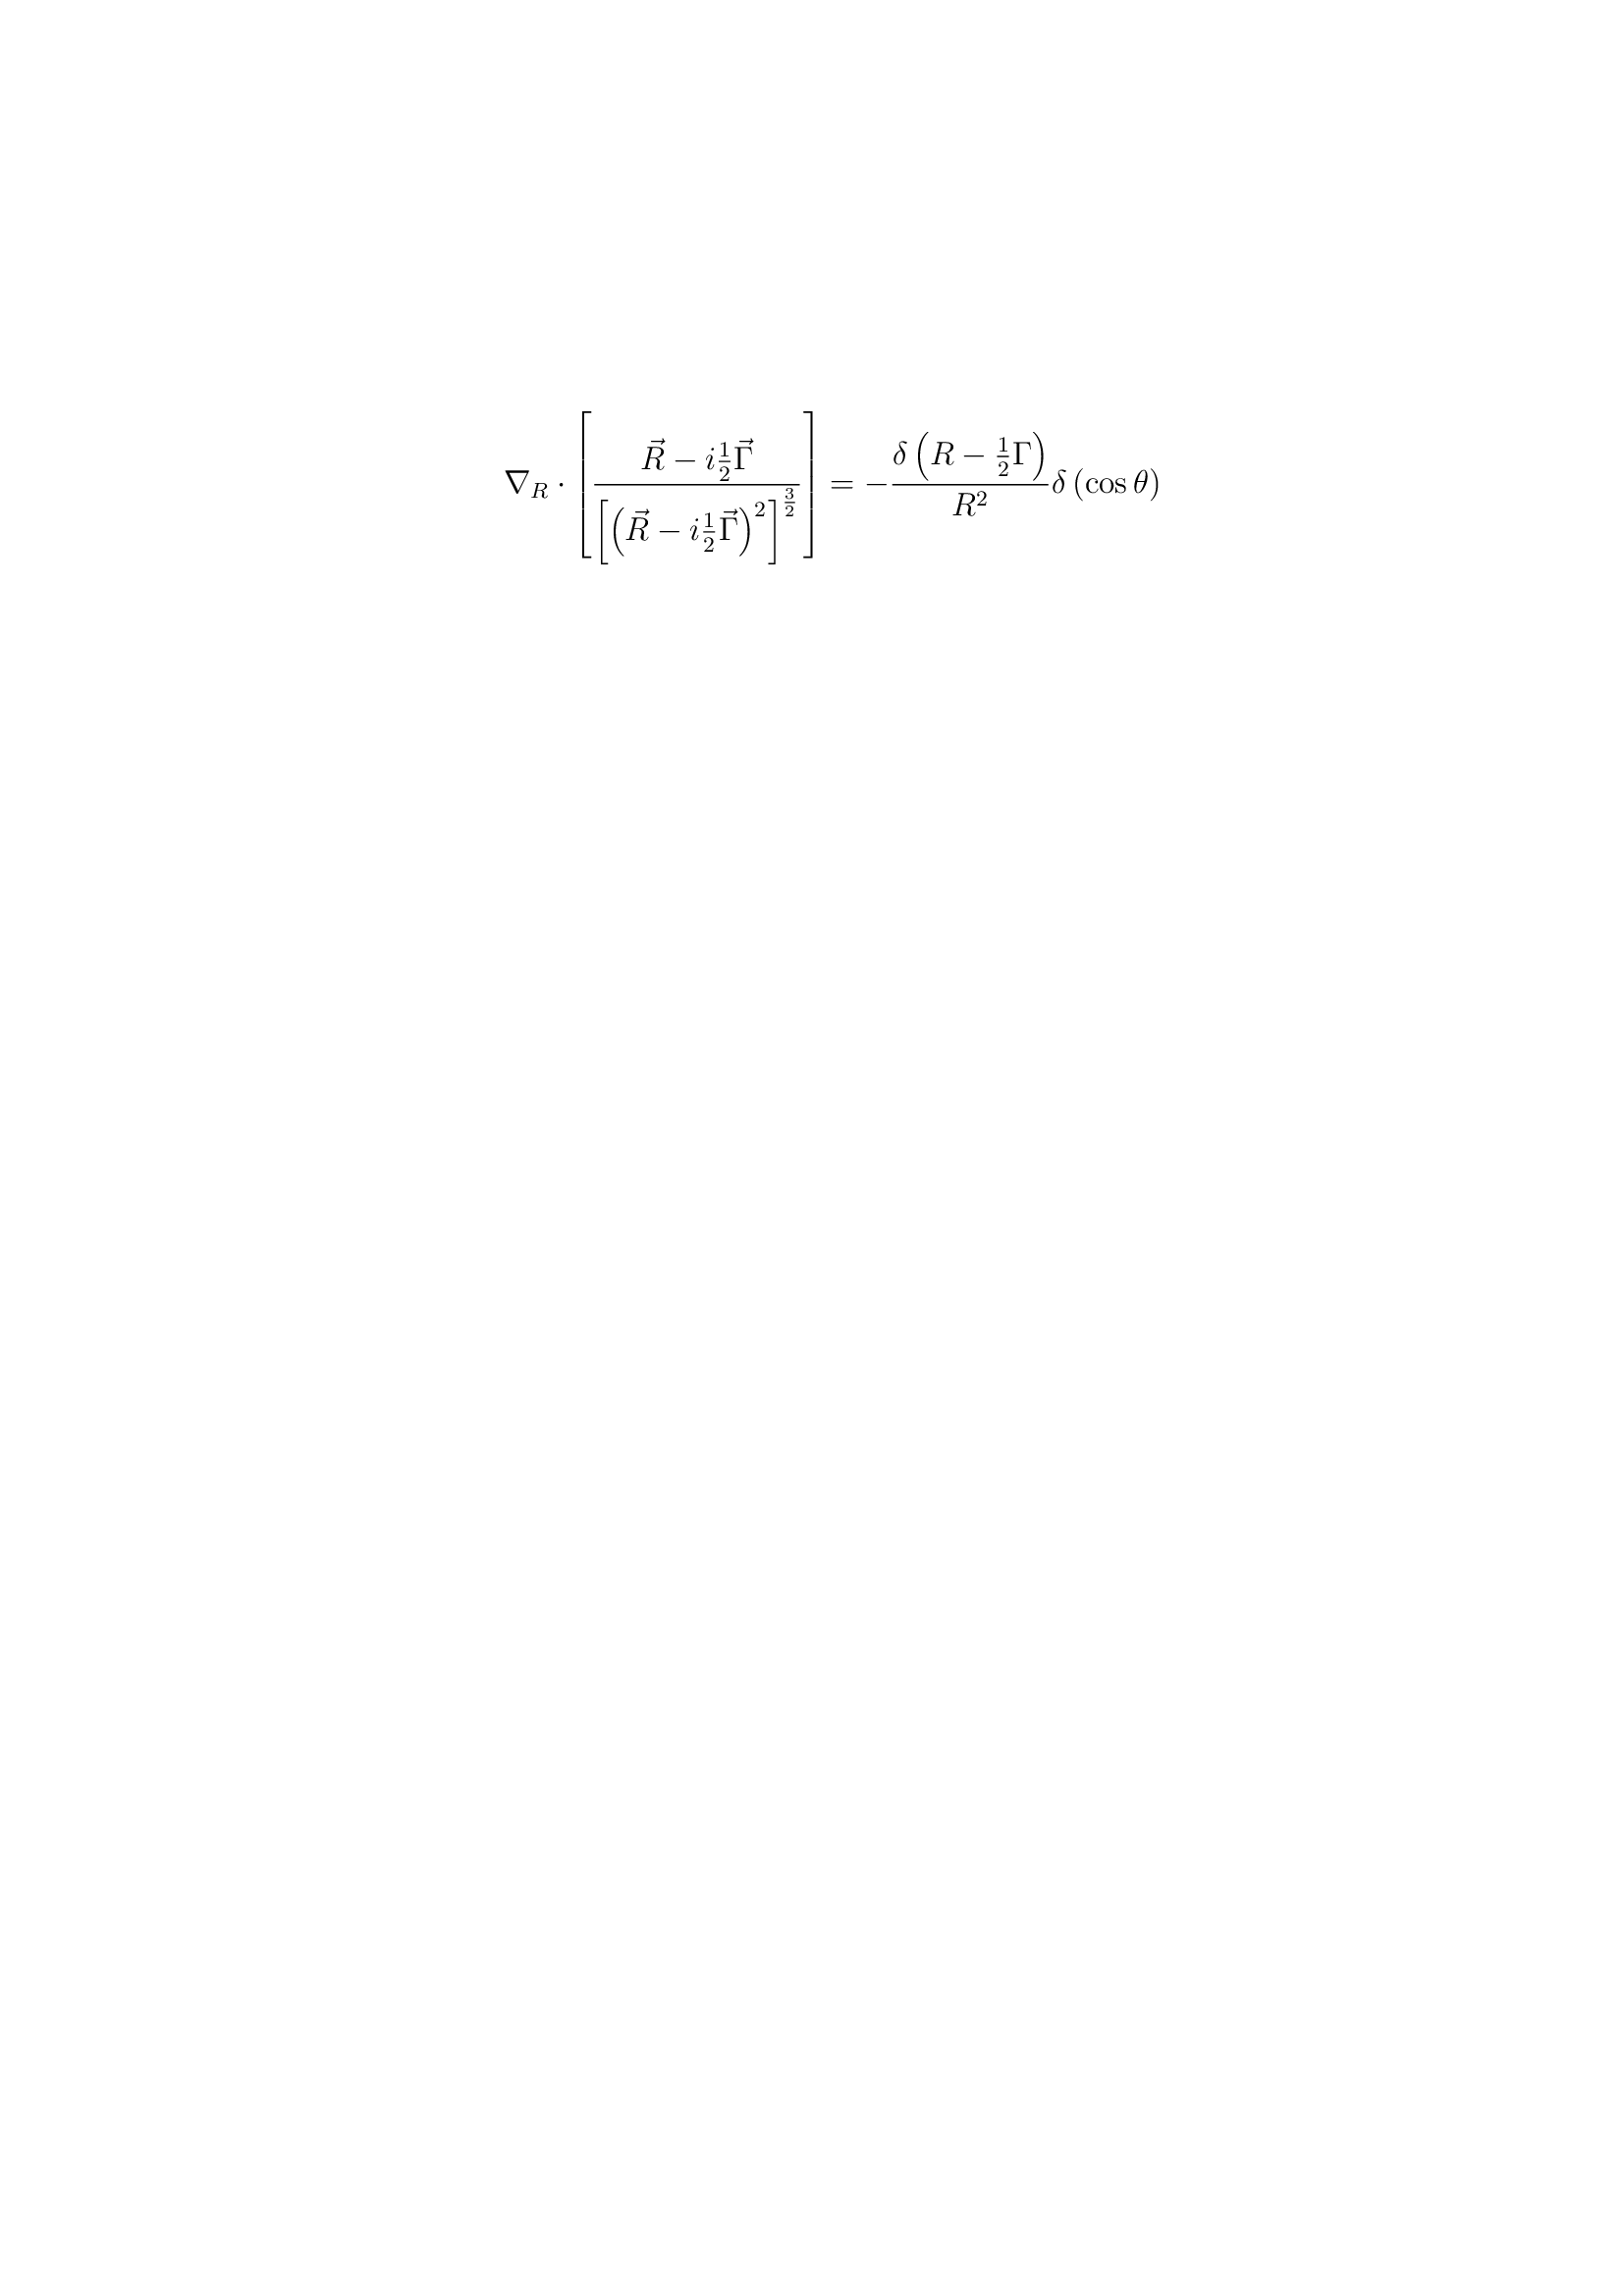 \nabla_R \cdot \left[ \frac{\vec{R} - i\frac{1}{2}\vec{\Gamma}}{\left[ \left( \vec{R} - i\frac{1}{2}\vec{\Gamma} \right)^2 \right]^{\frac{3}{2}}} \right] = -\frac{\delta \left( R - \frac{1}{2}\Gamma \right)}{R^2} \delta \left( \cos \theta \right)